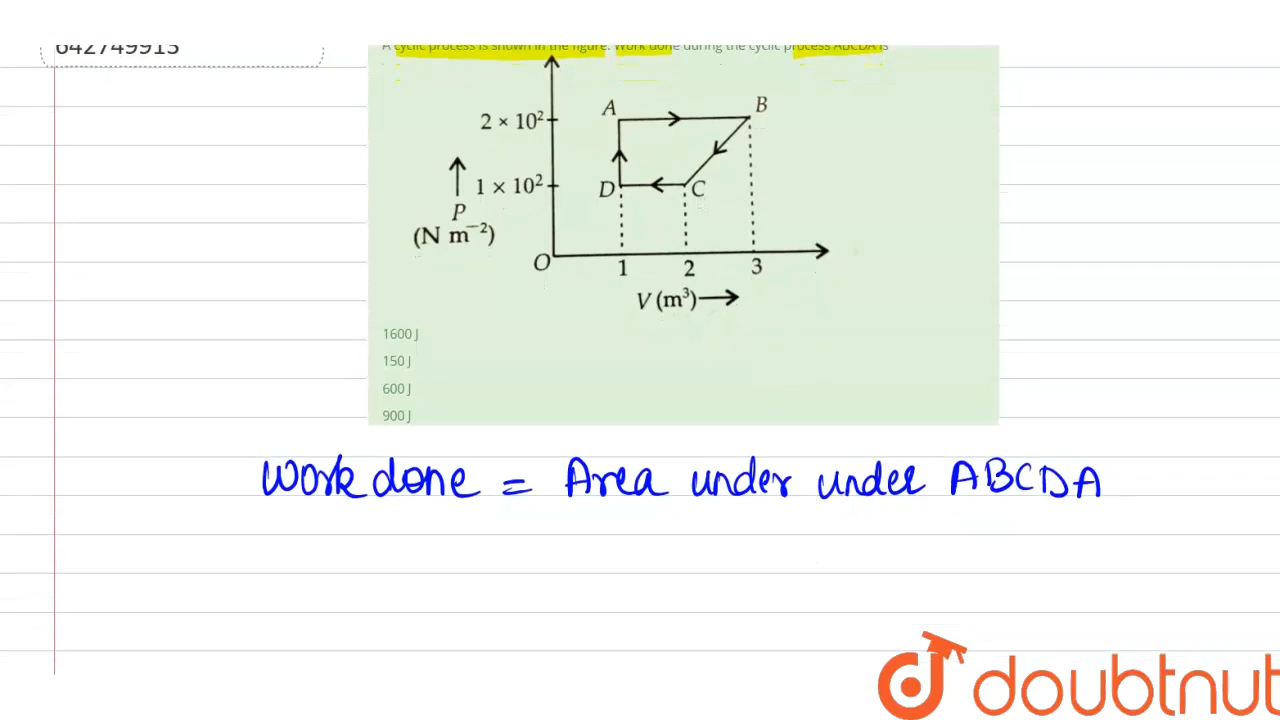 642749915
A cyclic process is shown in the figure. Work done during the cyclic process ABCDA is
A
B
2 × 10²
1 × 10²
D
C
P
(N m⁻²)
O
1 2 3
V (m³)
1600 J
150 J
600 J
900 J
Work done = Area under under ABCDA
doubtnut